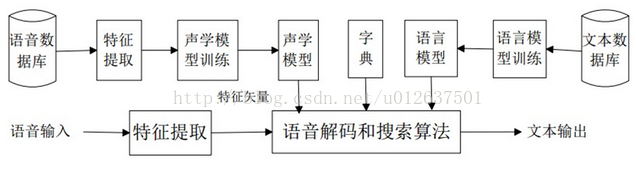 语音数
据库
特征
提取
声学模
型训练
声学
模型
字
典
语言
模型
语言模
型训练
文本数
据库
http://blog.csdn.net/u012637501
特征矢量
语音输入
特征提取
语音解码和搜索算法
文本输出